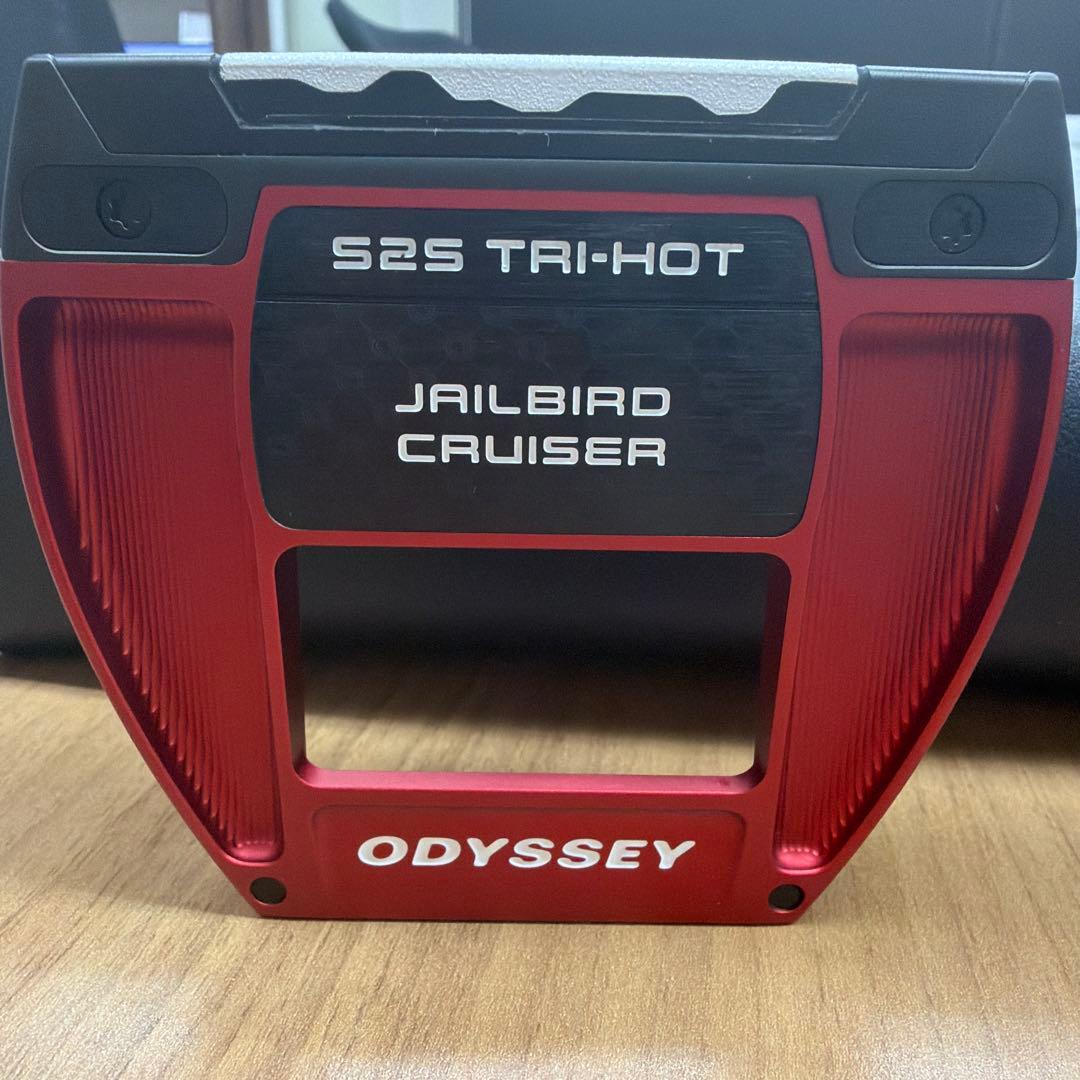 S2S TRI-HOT
JAILBIRD
CRUISER
ODYSSEY